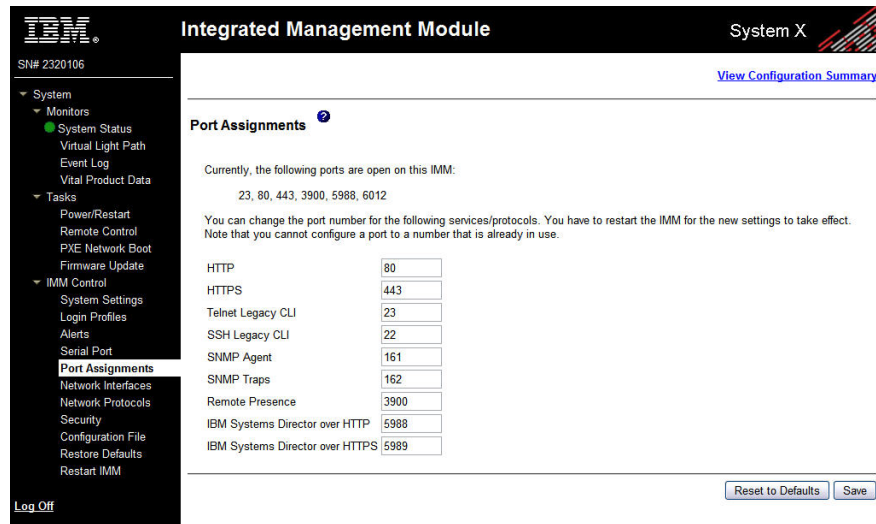 IBM.
Integrated Management Module
System X
SN# 2320106
View Configuration Summary
System
Monitors
System Status
Virtual Light Path
Event Log
Vital Product Data
Tasks
Power/Restart
Remote Control
PXE Network Boot
Firmware Update
IMM Control
System Settings
Login Profiles
Alerts
Serial Port
Port Assignments
Network Interfaces
Network Protocols
Security
Configuration File
Restore Defaults
Restart IMM
Log Off
Port Assignments ?
Currently, the following ports are open on this IMM:
23, 80, 443, 3900, 5988, 6012
You can change the port number for the following services/protocols. You have to restart the IMM for the new settings to take effect.
Note that you cannot configure a port to a number that is already in use.
HTTP 80
HTTPS 443
Telnet Legacy CLI 23
SSH Legacy CLI 22
SNMP Agent 161
SNMP Traps 162
Remote Presence 3900
IBM Systems Director over HTTP 5988
IBM Systems Director over HTTPS 5989
Reset to Defaults Save